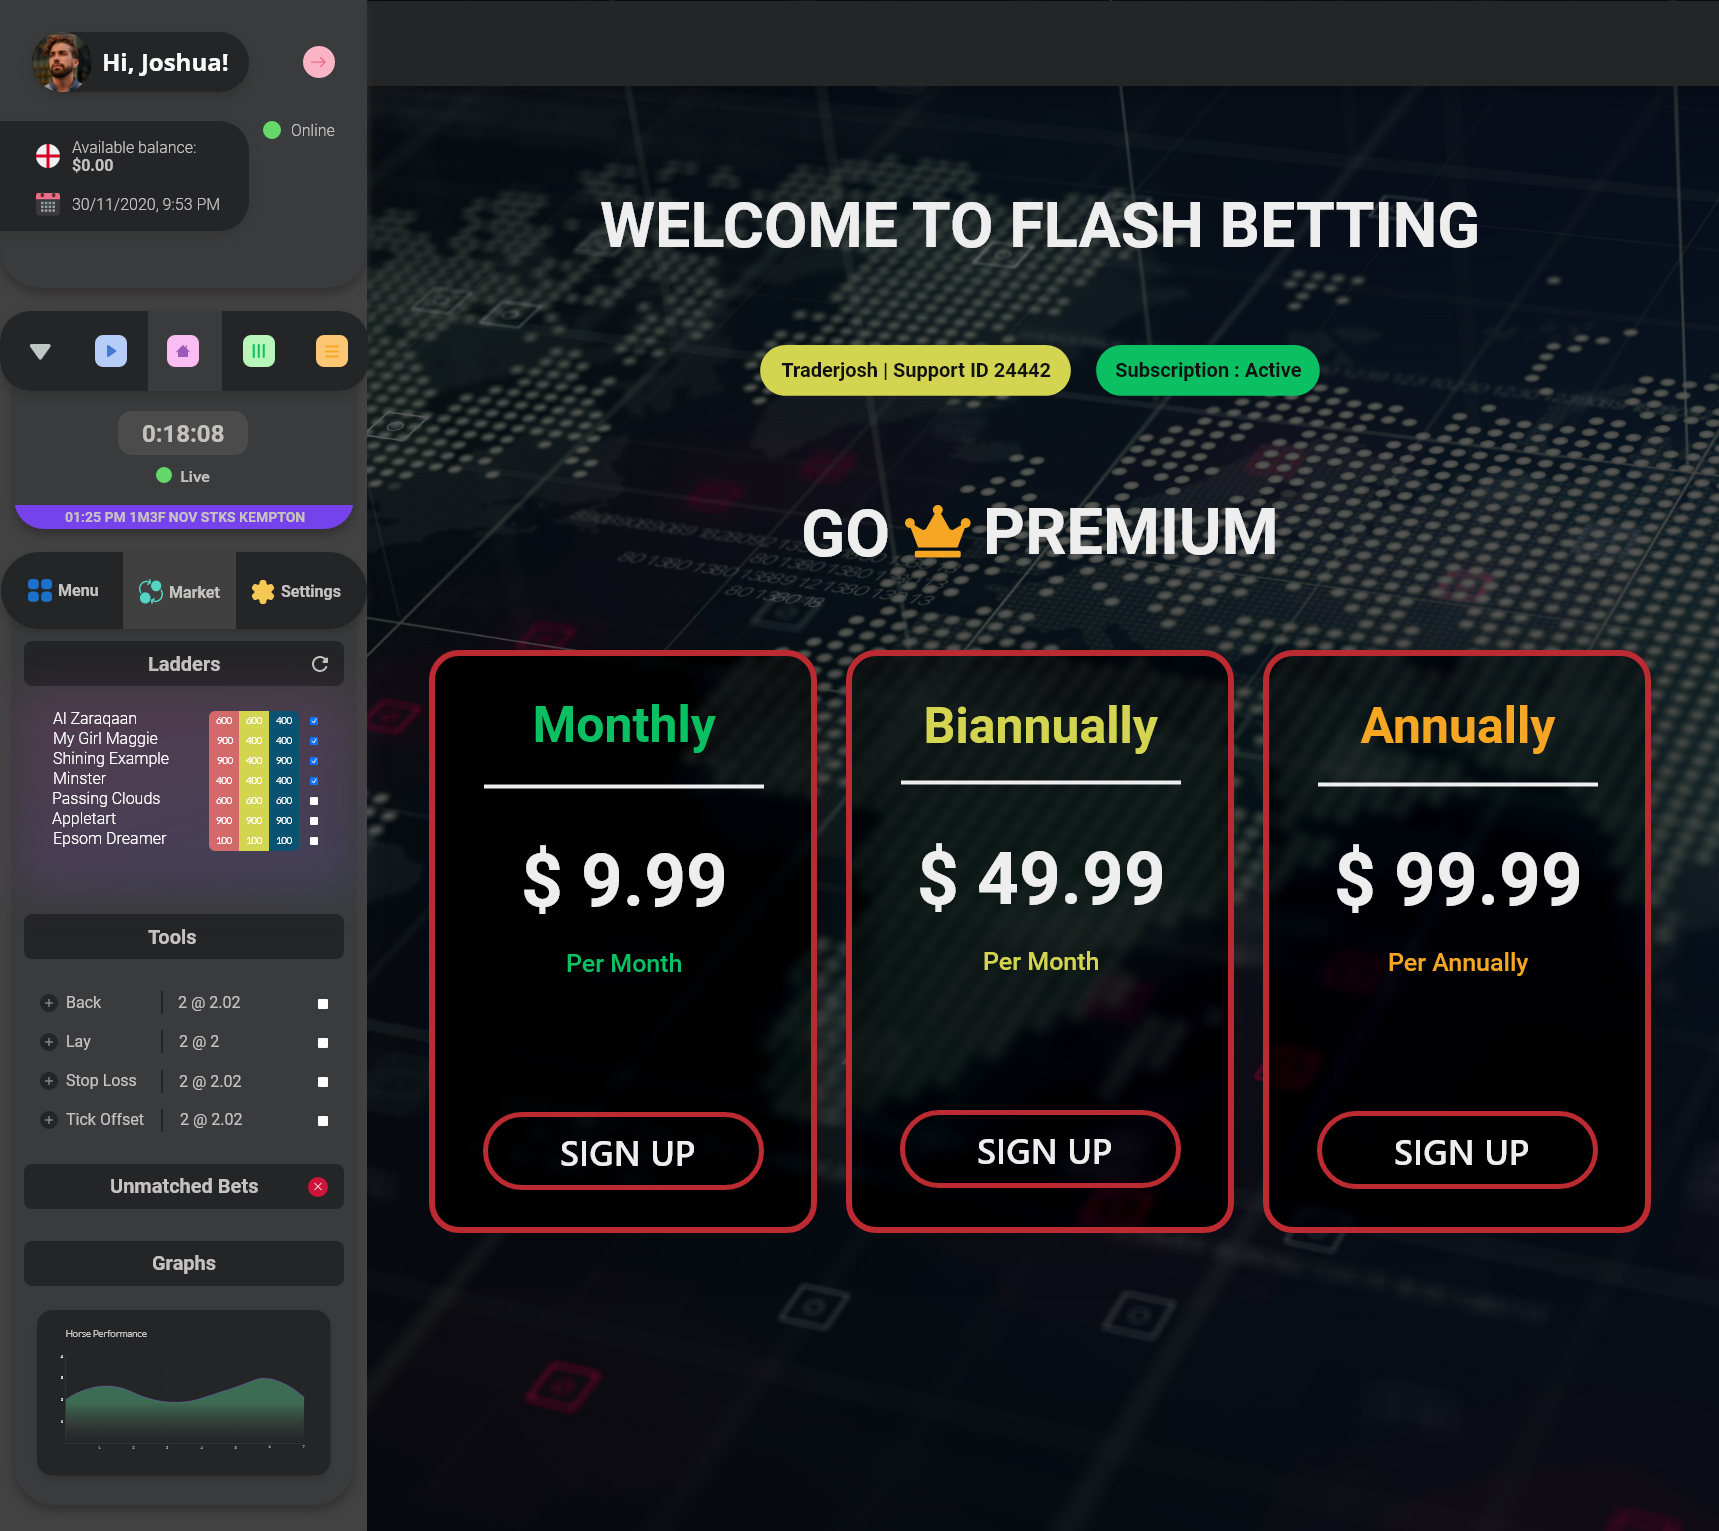 Hi, Joshua!
Online
Available balance:
$0.00
30/11/2020, 9:53 PM
0:18:08
Live
01:25 PM 1M3F NOV STKS KEMPTON
Menu
Market
Settings
Ladders
Al Zaraqaan 600 600 400
My Girl Maggie 900 400 400
Shining Example 900 400 900
Minster 400 400 400
Passing Clouds 600 600 600
Appletart 900 900 900
Epsom Dreamer 100 100 100
Tools
Back 2 @ 2.02
Lay 2 @ 2
Stop Loss 2 @ 2.02
Tick Offset 2 @ 2.02
Unmatched Bets
Graphs
Horse Performance
WELCOME TO FLASH BETTING
Traderjosh | Support ID 24442
Subscription : Active
GO PREMIUM
Monthly
$ 9.99
Per Month
SIGN UP
Biannually
$ 49.99
Per Month
SIGN UP
Annually
$ 99.99
Per Annually
SIGN UP